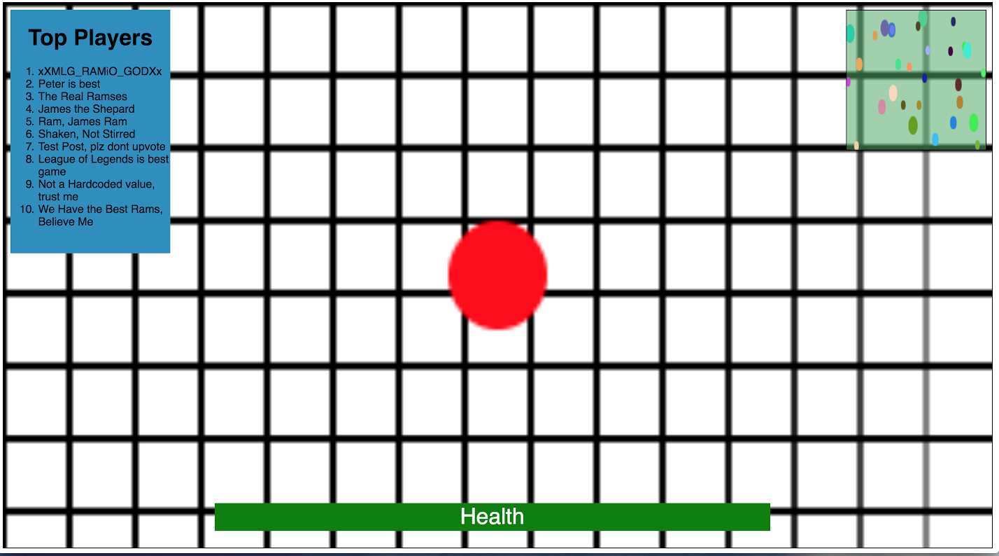 Top Players
1. xXMLG_RAMiO_GODXx
2. Peter is best
3. The Real Ramses
4. James the Shepard
5. Ram, James Ram
6. Shaken, Not Stirred
7. Test Post, plz dont upvote
8. League of Legends is best
game
9. Not a Hardcoded value,
trust me
10. We Have the Best Rams,
Believe Me
Health